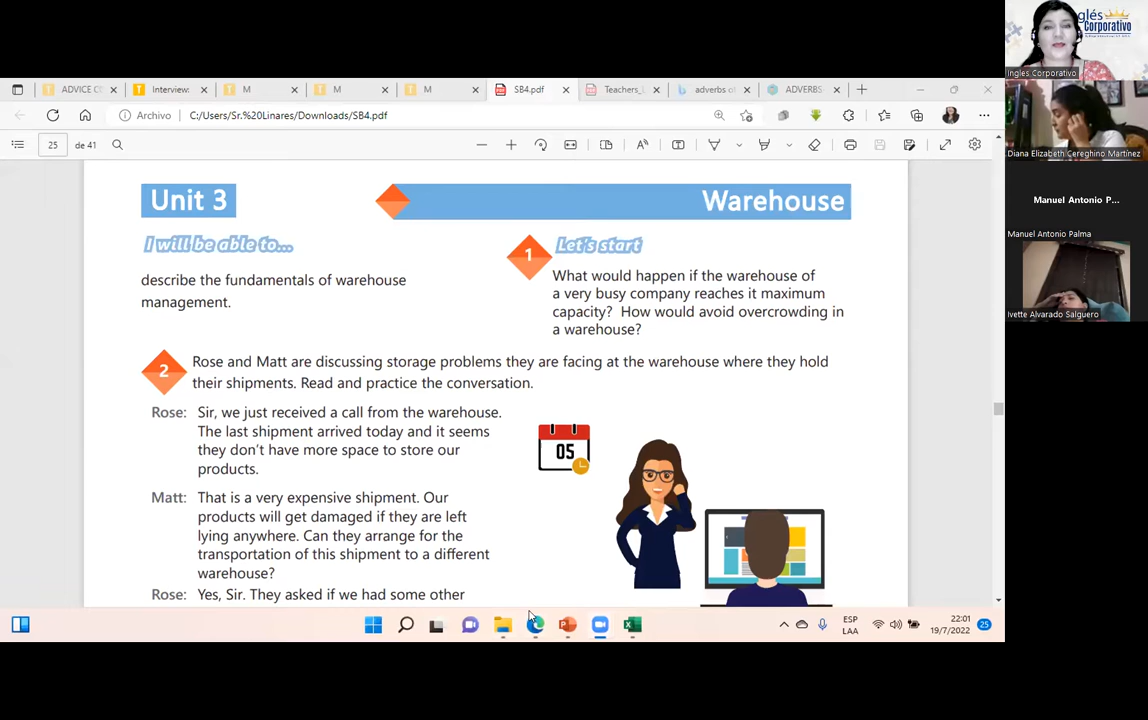 ADVICE C
Interview:
M
M
M
SB4.pdf
Teachers_
adverbs of
ADVERBS
Archivo
C:/Users/Sr.%20Linares/Downloads/SB4.pdf
25
de 41
Unit 3
Warehouse
I will be able to...
describe the fundamentals of warehouse
management.
1
Let's start
What would happen if the warehouse of
a very busy company reaches it maximum
capacity? How would avoid overcrowding in
a warehouse?
2
Rose and Matt are discussing storage problems they are facing at the warehouse where they hold
their shipments. Read and practice the conversation.
Rose: Sir, we just received a call from the warehouse.
The last shipment arrived today and it seems
they don't have more space to store our
products.
Matt: That is a very expensive shipment. Our
products will get damaged if they are left
lying anywhere. Can they arrange for the
transportation of this shipment to a different
warehouse?
Rose: Yes, Sir. They asked if we had some other
05
ESP
LAA
22:01
19/7/2022
25
glés
Corporativo
Ingles Corporativo
Diana Elizabeth Cereghino Martínez
Manuel Antonio P...
Manuel Antonio Palma
Ivette Alvarado Salguero